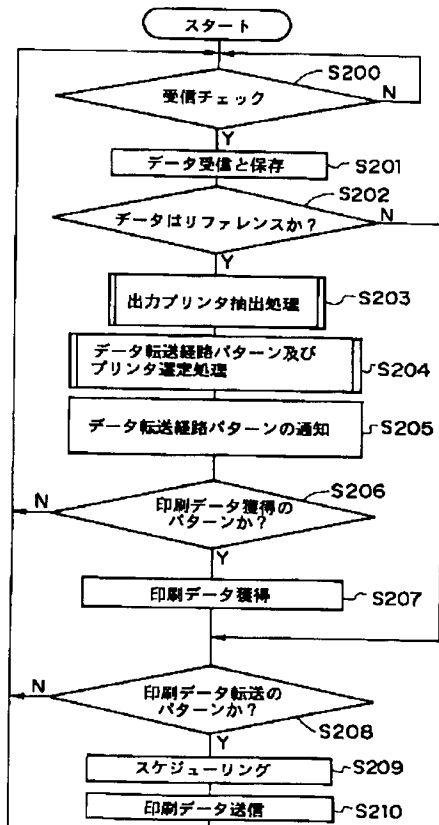 スタート
S200
受信チェック
N
Y
データ受信と保存
S201
S202
データはリファレンスか?
N
Y
出力プリンタ抽出処理
S203
データ転送経路パターン及び
プリンタ選定処理
S204
データ転送経路パターンの通知
S205
S206
N
印刷データ獲得の
パターンか?
Y
印刷データ獲得
S207
N
印刷データ転送の
パターンか?
S208
Y
スケジューリング
S209
印刷データ送信
S210